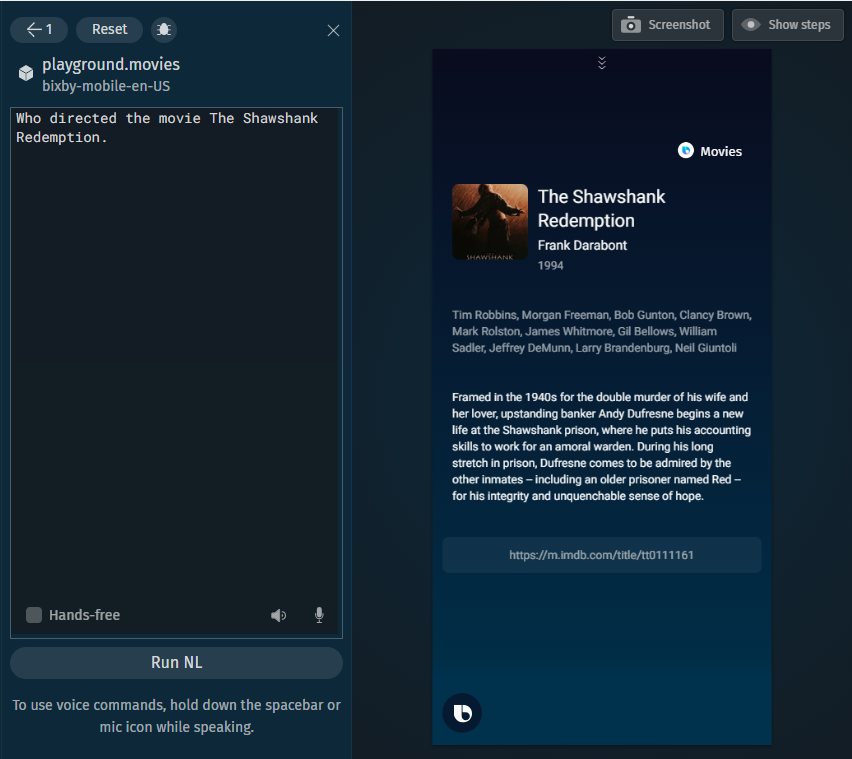 1
Reset
Screenshot
Show steps
playground.movies
bixby-mobile-en-US
Who directed the movie The Shawshank
Redemption.
Hands-free
Run NL
To use voice commands, hold down the spacebar or
mic icon while speaking.
Movies
SHAWSHANK
The Shawshank
Redemption
Frank Darabont
1994
Tim Robbins, Morgan Freeman, Bob Gunton, Clancy Brown,
Mark Rolston, James Whitmore, Gil Bellows, William
Sadler, Jeffrey DeMunn, Larry Brandenburg, Neil Giuntoli
Framed in the 1940s for the double murder of his wife and
her lover, upstanding banker Andy Dufresne begins a new
life at the Shawshank prison, where he puts his accounting
skills to work for an amoral warden. During his long
stretch in prison, Dufresne comes to be admired by the
other inmates -- including an older prisoner named Red --
for his integrity and unquenchable sense of hope.
https://m.imdb.com/title/tt0111161